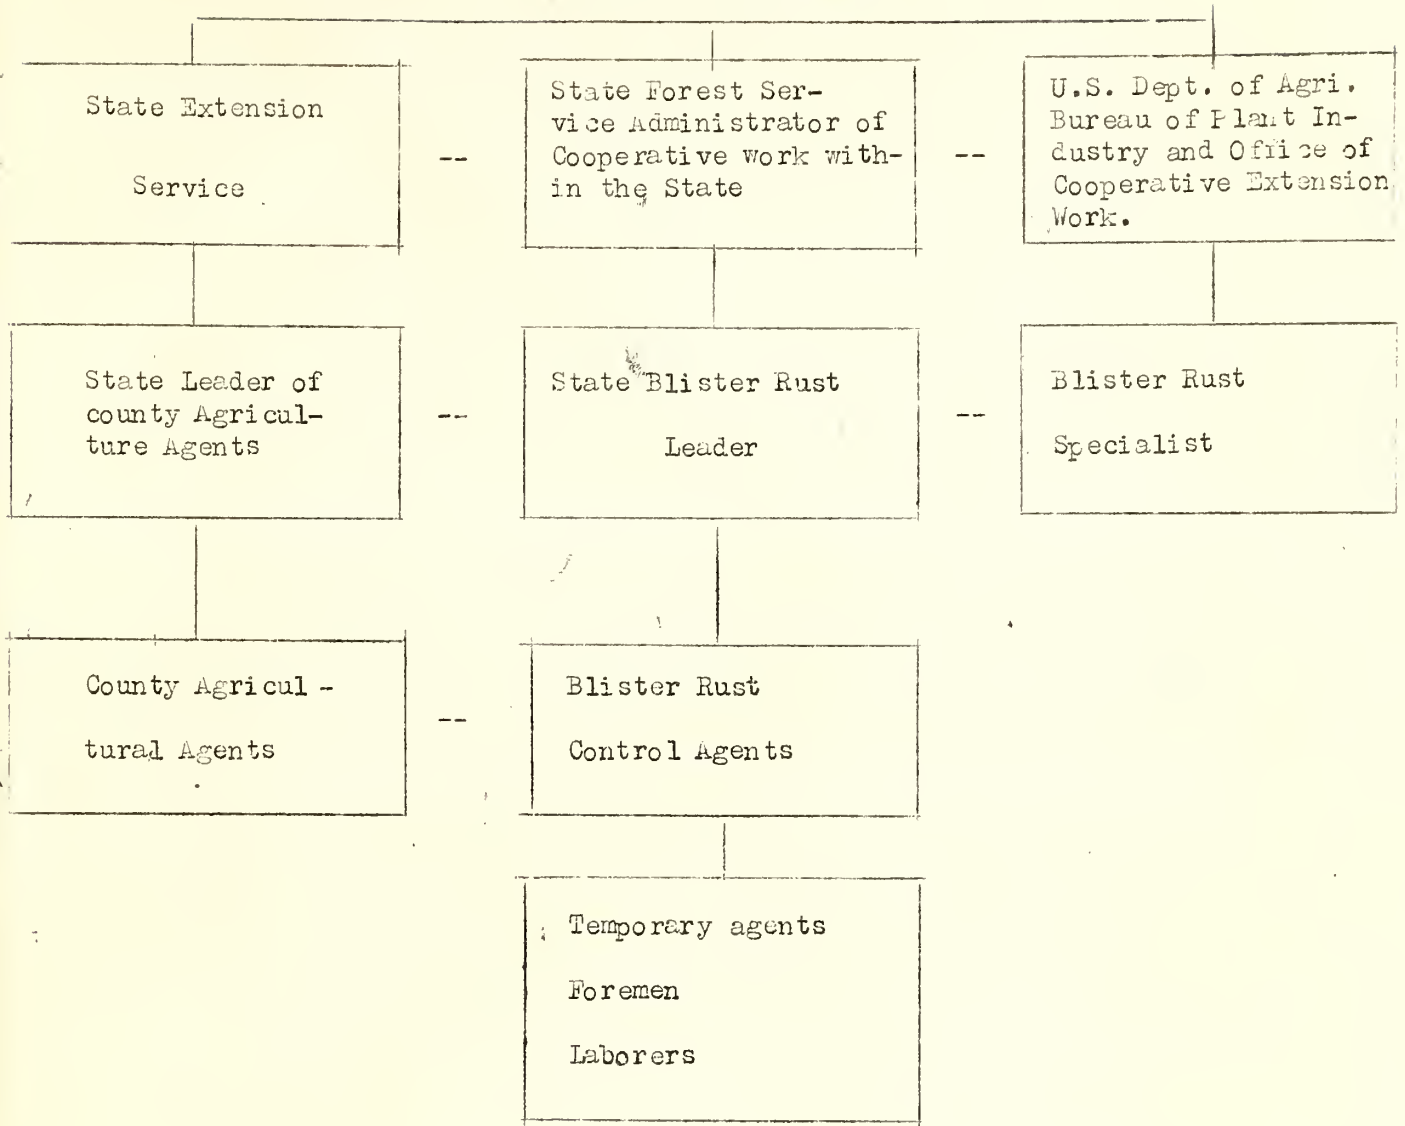 State Extension
Service
--
State Forest Ser-
vice Administrator of
Cooperative work with-
in the State
--
U.S. Dept. of Agri.
Bureau of Plant In-
dustry and Office of
Cooperative Extension
Work.
State Leader of
county Agricul-
ture Agents
--
State Blister Rust
Leader
--
Blister Rust
Specialist
County Agricul -
tural Agents
--
Blister Rust
Control Agents
Temporary agents
Foremen
Laborers